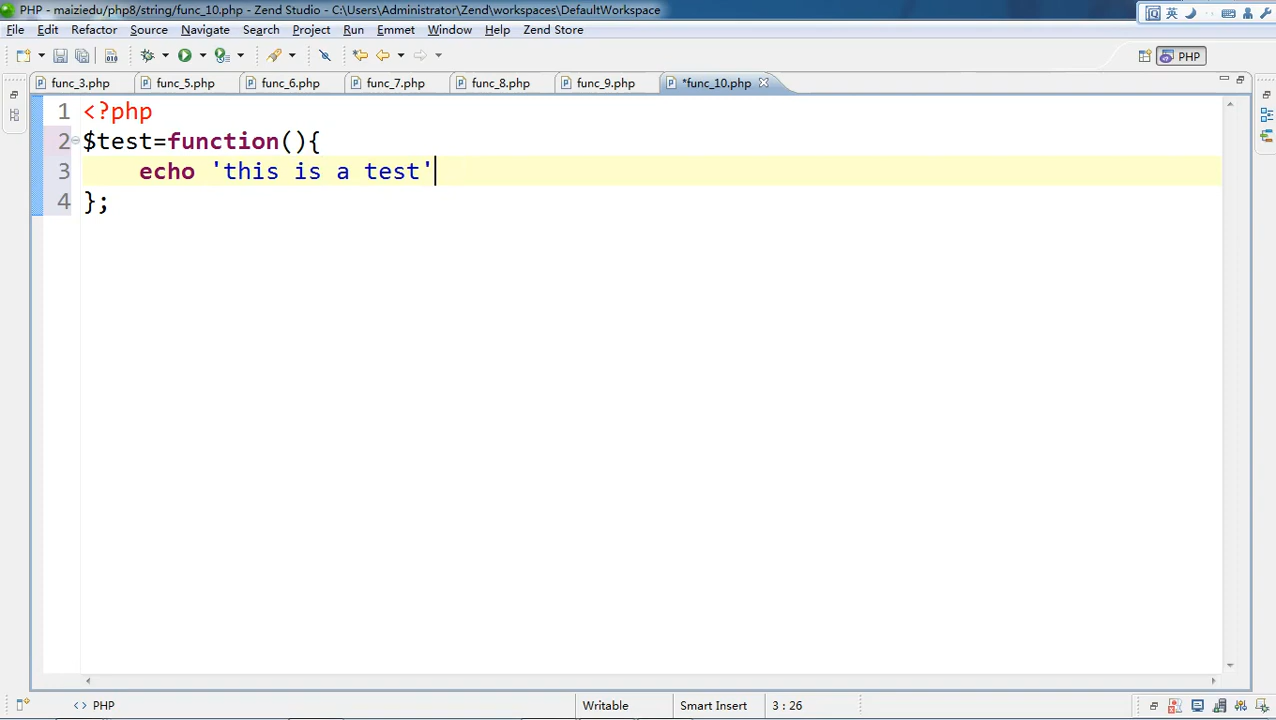 PHP - maiziedu/php8/string/func_10.php - Zend Studio - C:\Users\Administrator\Zend\workspaces\DefaultWorkspace
英
File Edit Refactor Source Navigate Search Project Run Emmet Window Help Zend Store
PHP
func_3.php func_5.php func_6.php func_7.php func_8.php func_9.php *func_10.php
1 <?php
2 $test=function(){
3 echo 'this is a test'
4 };
<> PHP Writable Smart Insert 3 : 26